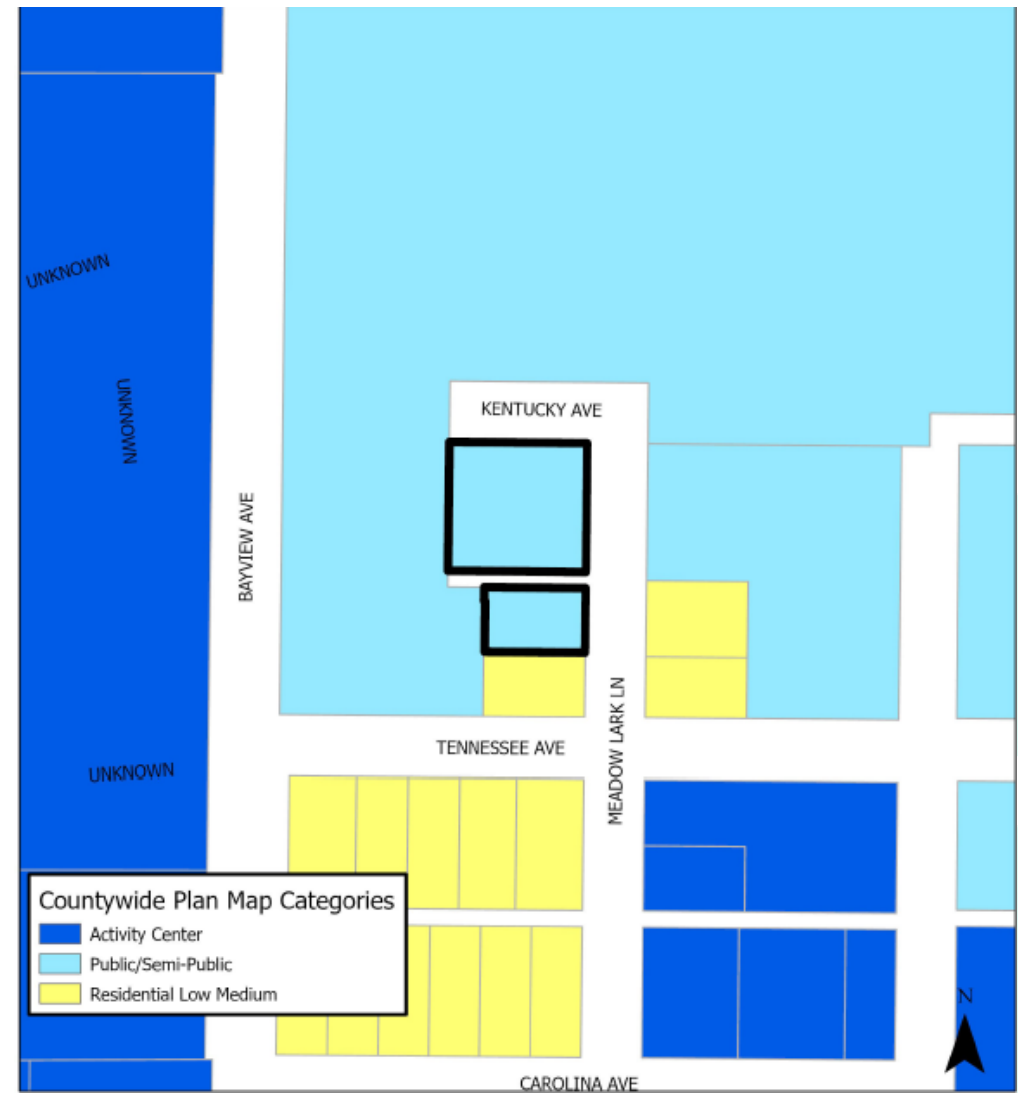 UNKNOWN
UNKNOWN
KENTUCKY AVE
BAYVIEW AVE
MEADOW LARK LN
TENNESSEE AVE
UNKNOWN
Countywide Plan Map Categories
Activity Center
Public/Semi-Public
Residential Low Medium
N
CAROLINA AVE